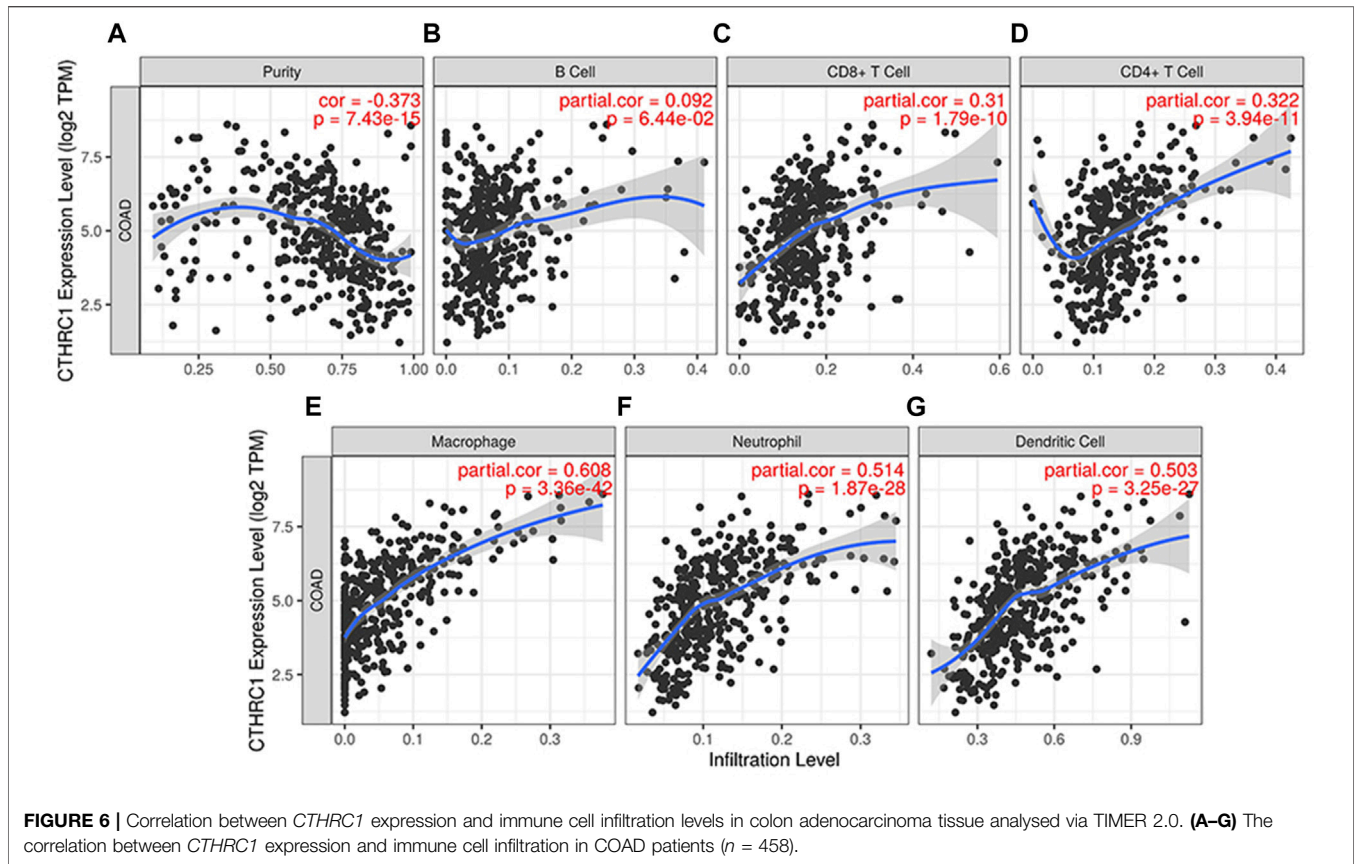 A
B
C
D
Purity
B Cell
CD8+ T Cell
CD4+ T Cell
CTHRC1 Expression Level (log2 TPM)
COAD
cor = -0.373
p = 7.43e-15
partial.cor = 0.092
p = 6.44e-02
partial.cor = 0.31
p = 1.79e-10
partial.cor = 0.322
p = 3.94e-11
7.5
5.0
2.5
0.25 0.50 0.75 1.00
0.0 0.1 0.2 0.3 0.4
0.0 0.2 0.4 0.6
0.0 0.1 0.2 0.3 0.4
E
F
G
Macrophage
Neutrophil
Dendritic Cell
CTHRC1 Expression Level (log2 TPM)
COAD
partial.cor = 0.608
p = 3.36e-42
partial.cor = 0.514
p = 1.87e-28
partial.cor = 0.503
p = 3.25e-27
7.5
5.0
2.5
0.0 0.1 0.2 0.3
0.1 0.2 0.3
0.3 0.6 0.9
Infiltration Level
FIGURE 6 | Correlation between CTHRC1 expression and immune cell infiltration levels in colon adenocarcinoma tissue analysed via TIMER 2.0. (A–G) The
correlation between CTHRC1 expression and immune cell infiltration in COAD patients (n = 458).